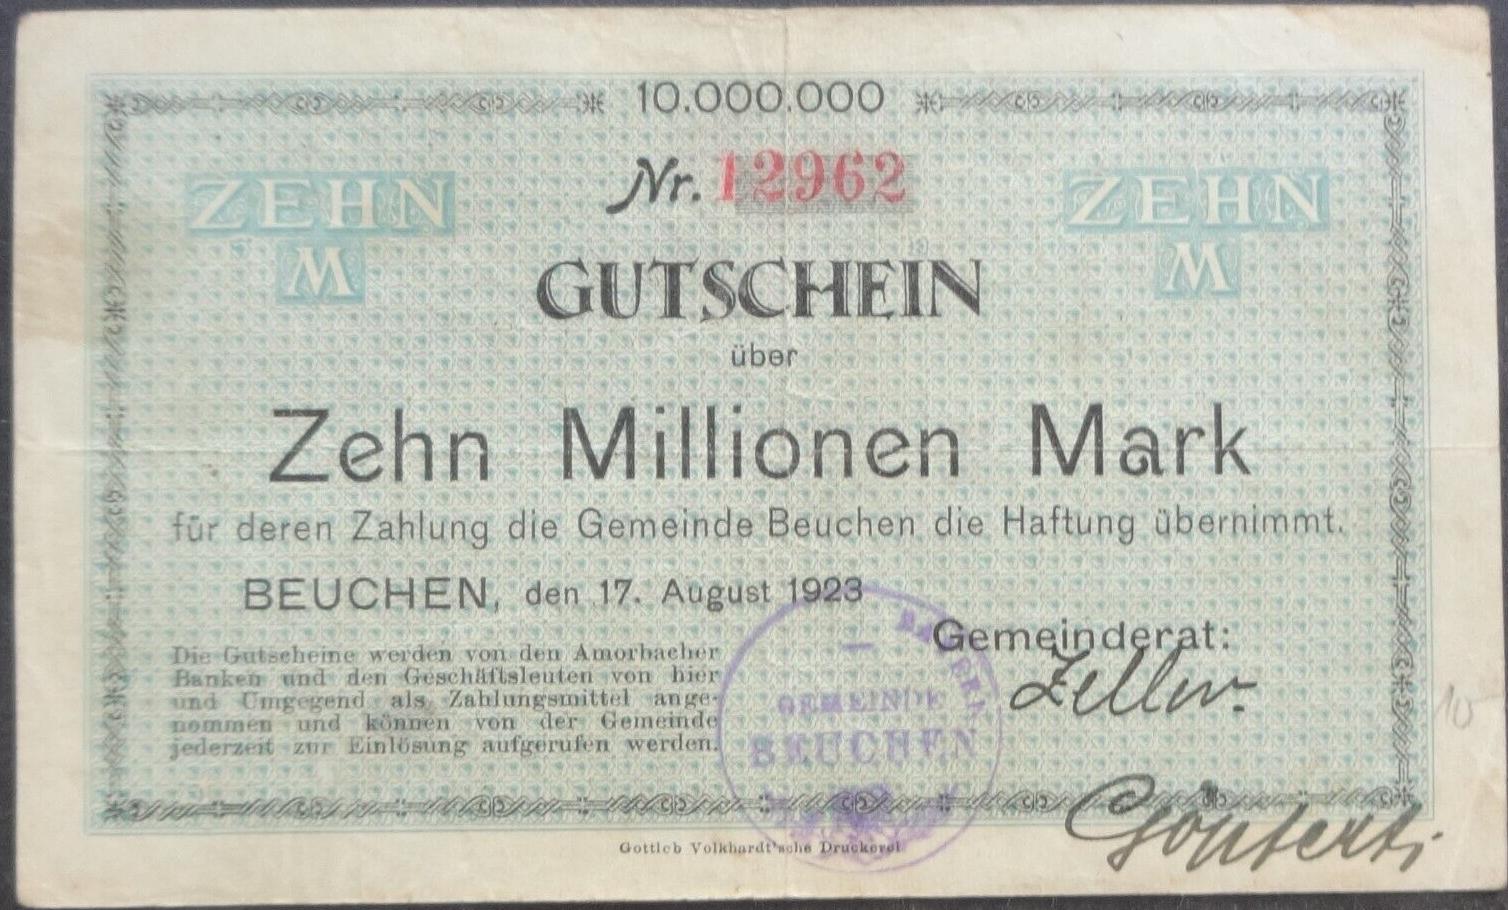 10.000.000
Nr. 12962
ZEHN
M
ZEHN
M
GUTSCHEIN
über
Zehn Millionen Mark
für deren Zahlung die Gemeinde Beuchen die Haftung übernimmt.
BEUCHEN, den 17. August 1923
Gemeinderat:
Zeller.
Die Gutscheine werden von den Amorbacher
Banken und den Geschäftsleuten von hier
und Umgegend als Zahlungsmittel ange-
nommen und können von der Gemeinde
jederzeit zur Einlösung aufgerufen werden.
BAYERN
GEMEINDE
BEUCHEN
Gottlob Volkhardt'sche Druckerei